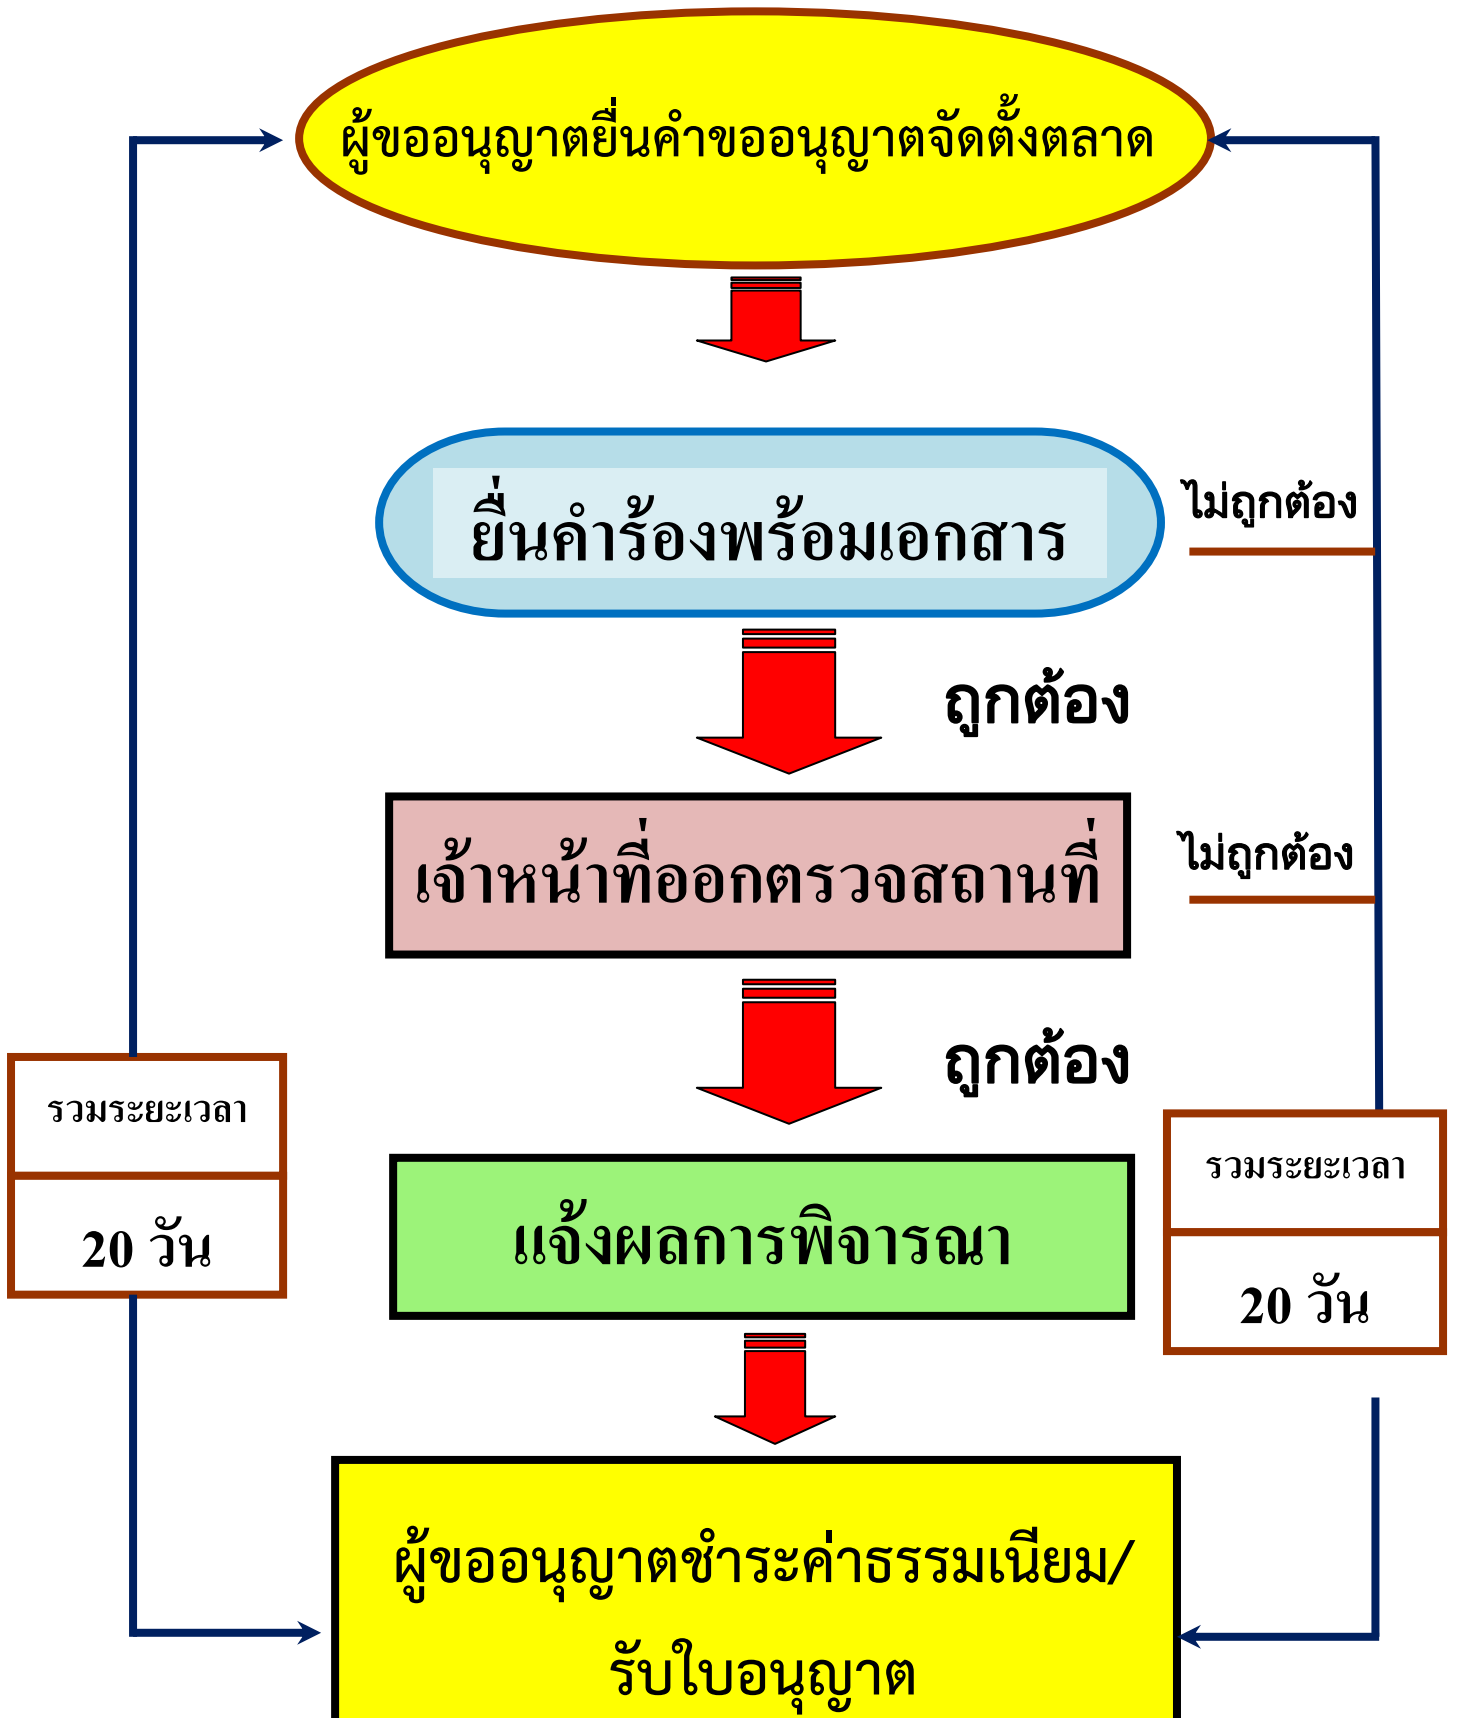 ผู้ขออนุญาตยื่นคำขออนุญาตจัดตั้งตลาด
ยื่นคำร้องพร้อมเอกสาร
ไม่ถูกต้อง
ถูกต้อง
เจ้าหน้าที่ออกตรวจสถานที่
ไม่ถูกต้อง
ถูกต้อง
รวมระยะเวลา
20 วัน
แจ้งผลการพิจารณา
รวมระยะเวลา
20 วัน
ผู้ขออนุญาตชำระค่าธรรมเนียม/
รับใบอนุญาต